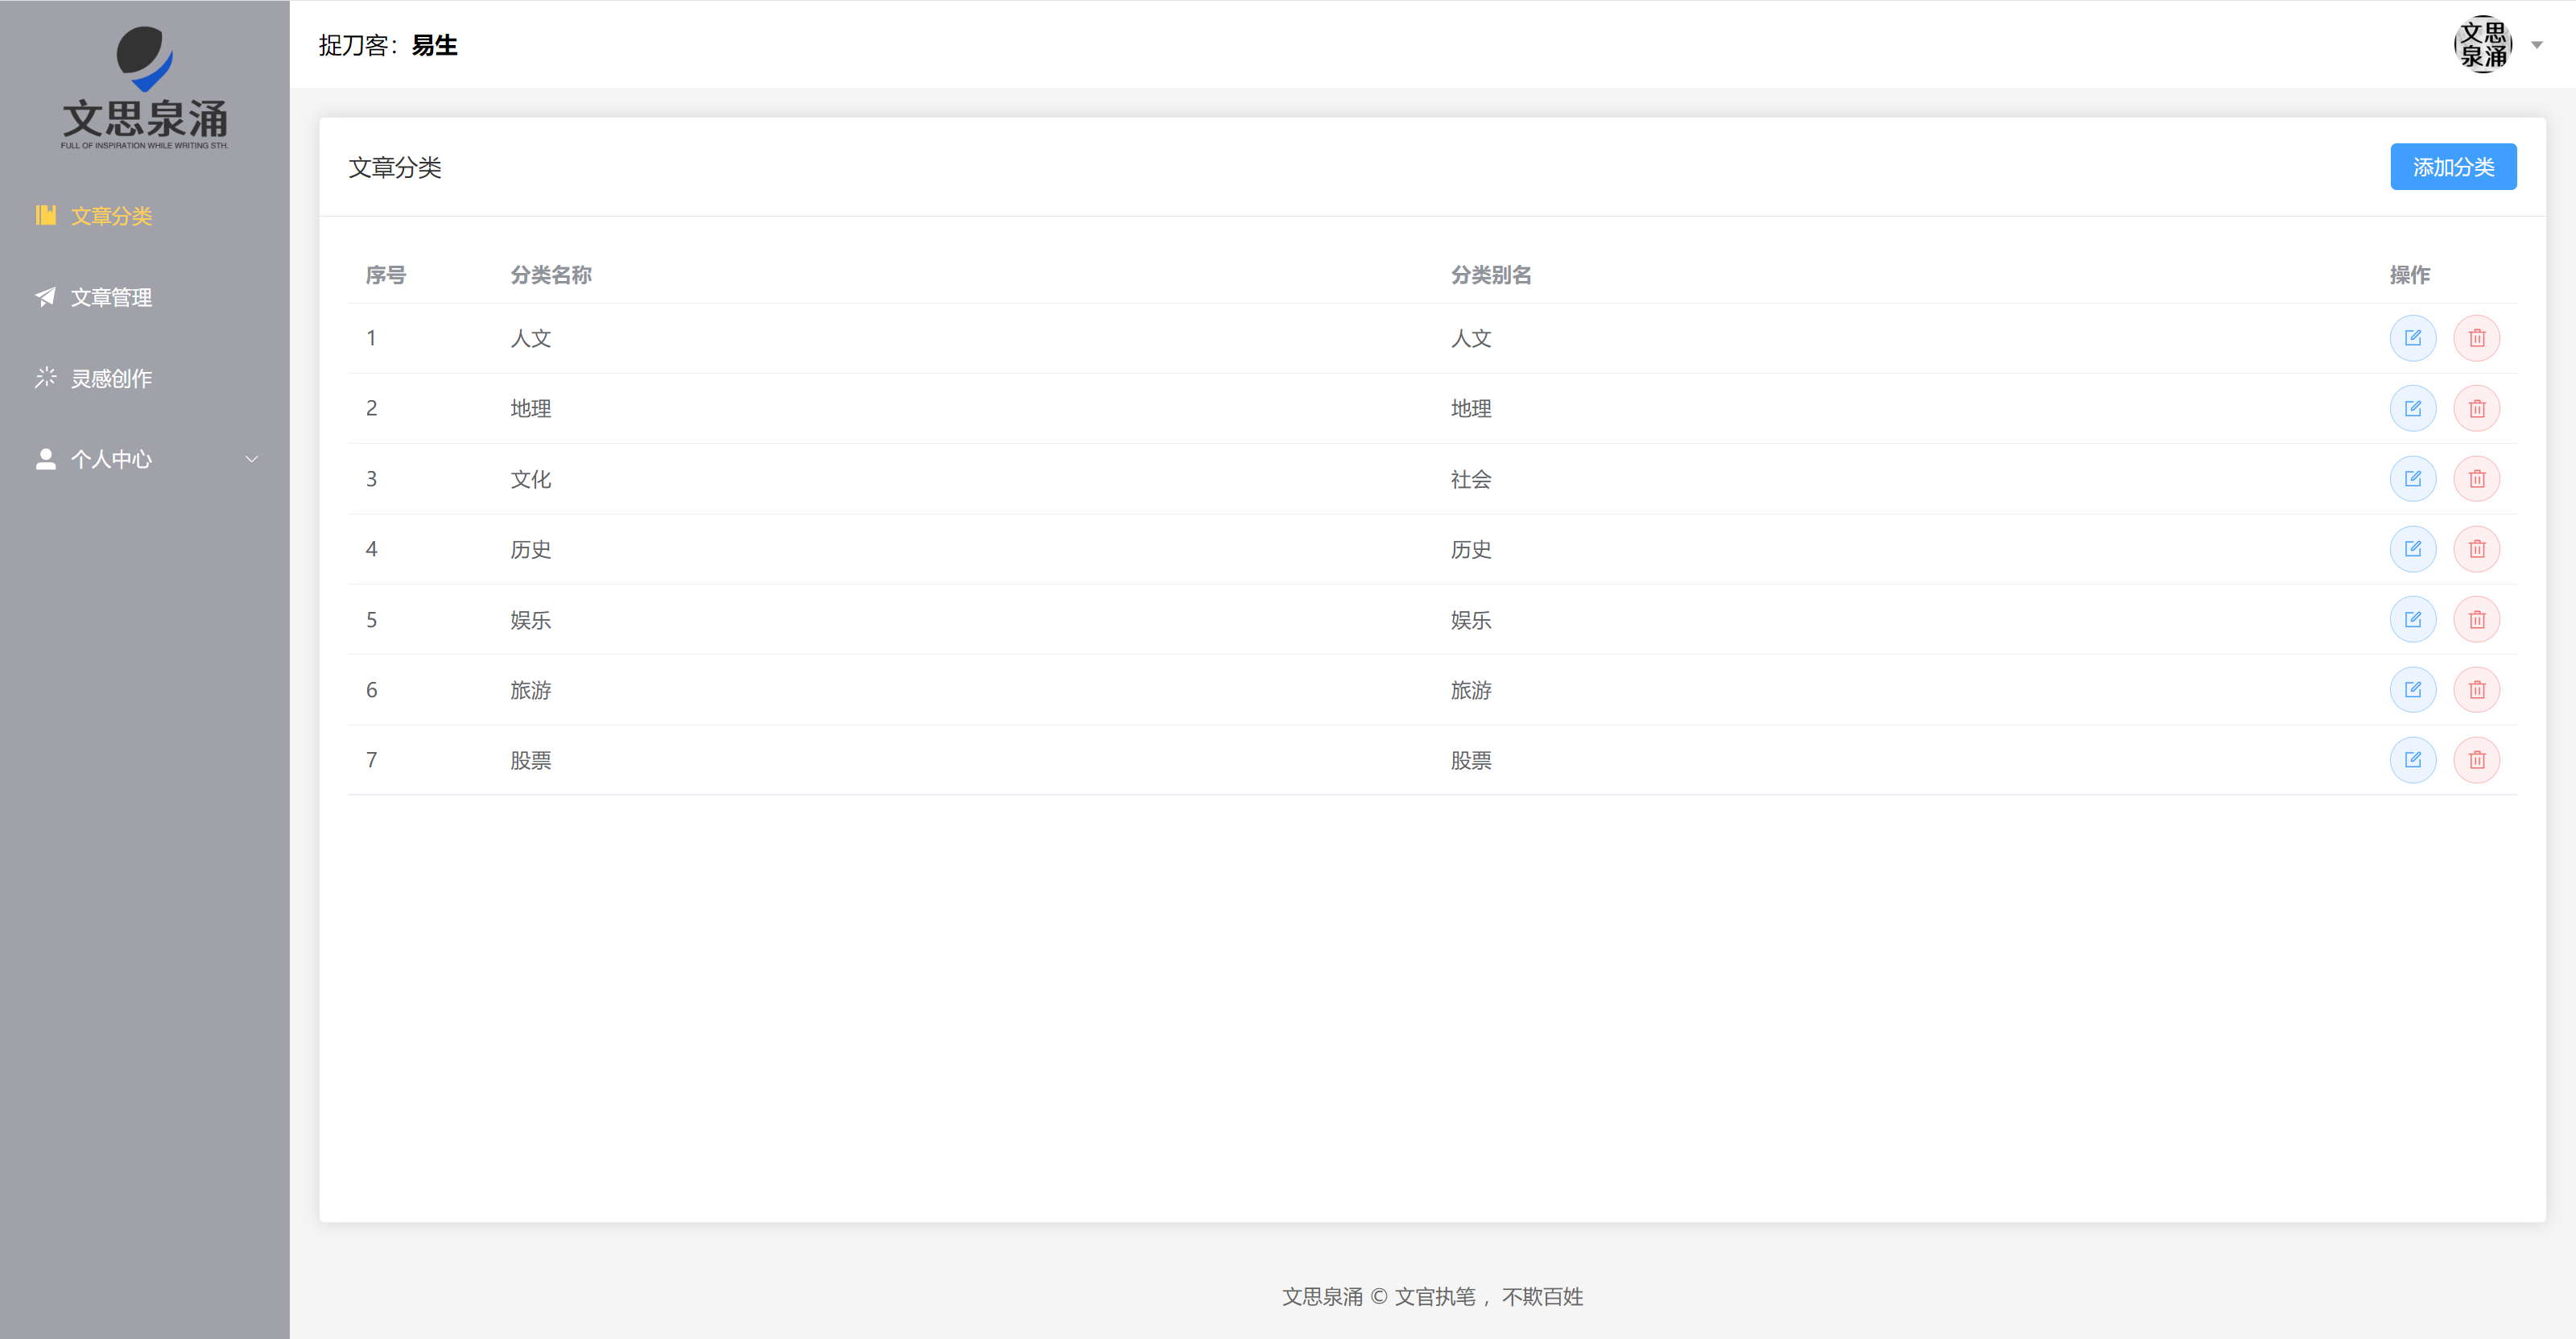 文思泉涌
FULL OF INSPIRATION WHILE WRITING STH.
文章分类
文章管理
灵感创作
个人中心
捉刀客：易生
文思
泉涌
文章分类
添加分类
序号 分类名称 分类别名 操作
1 人文 人文
2 地理 地理
3 文化 社会
4 历史 历史
5 娱乐 娱乐
6 旅游 旅游
7 股票 股票
文思泉涌 © 文官执笔 ，不欺百姓